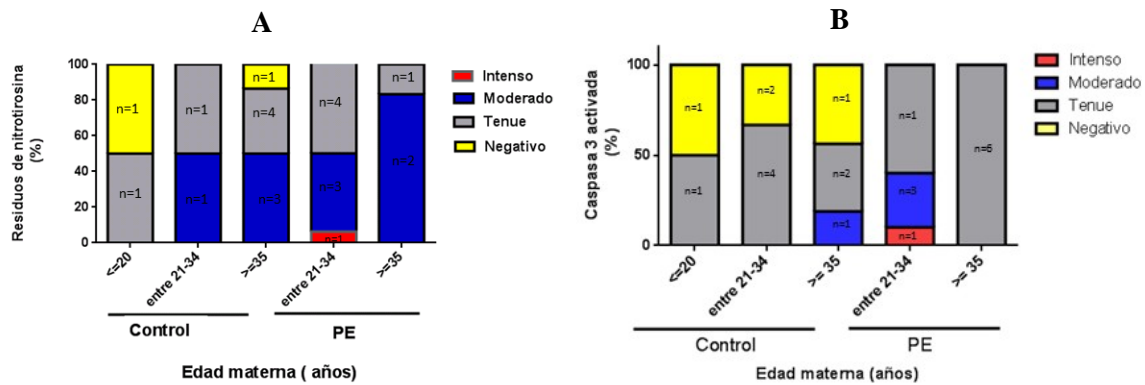 A
Residuos de nitrotirosina
(%)
100
80
60
40
20
0
n=1
n=1
n=1
n=1
n=1
n=4
n=3
n=4
n=3
n=1
n=1
n=2
<=20
entre 21-34
>=35
entre 21-34
>=35
Control
PE
Edad materna ( años)
Intenso
Moderado
Tenue
Negativo
B
Caspasa 3 activada
(%)
100
50
0
n=1
n=1
n=2
n=4
n=1
n=2
n=1
n=1
n=3
n=1
n=6
<=20
entre 21-34
>= 35
entre 21-34
>= 35
Control
PE
Edad materna (años)
Intenso
Moderado
Tenue
Negativo